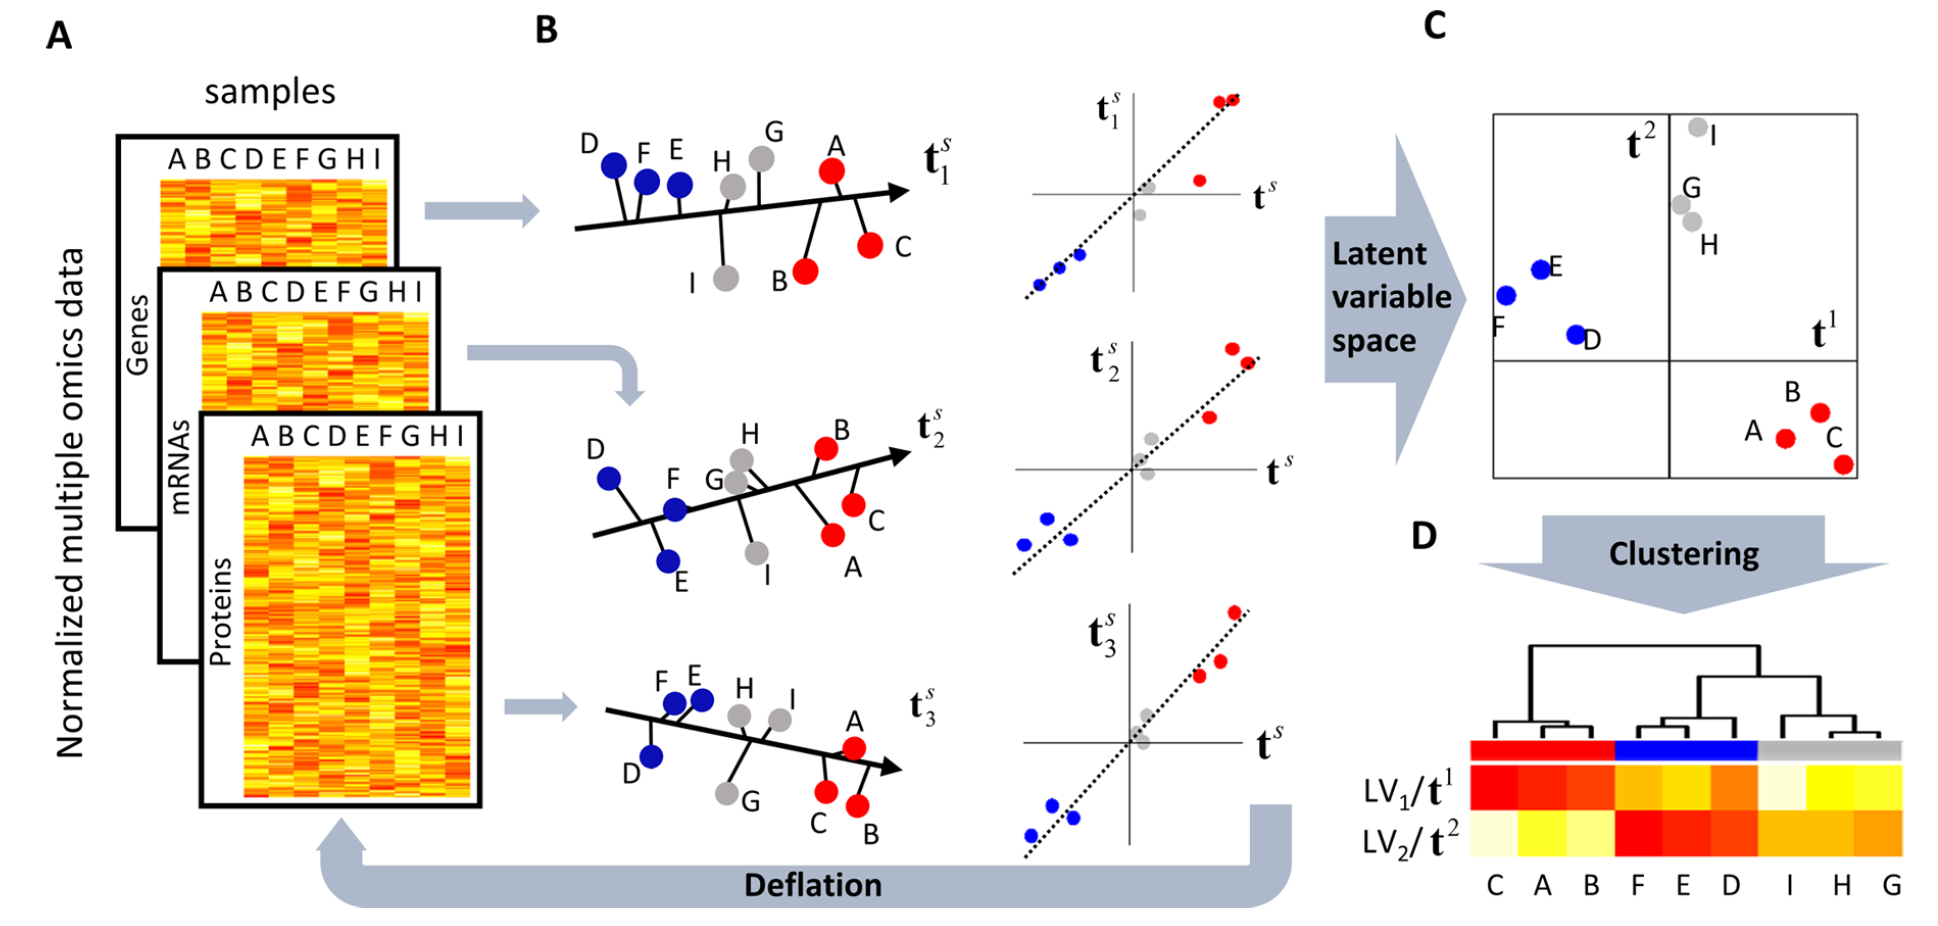 A
samples
Normalized multiple omics data
Genes
A B C D E F G H I
mRNAs
A B C D E F G H I
Proteins
A B C D E F G H I
B
D F E H G A
I B C
t₁ˢ
t₁ˢ
tˢ
D F G H B
E I A C
t₂ˢ
t₂ˢ
tˢ
F E H I A
D G C B
t₃ˢ
t₃ˢ
tˢ
Deflation
Latent
variable
space
C
t²
I
G
H
E
F
D
t¹
B
A
C
D
Clustering
LV₁/t¹
LV₂/t²
C A B F E D I H G